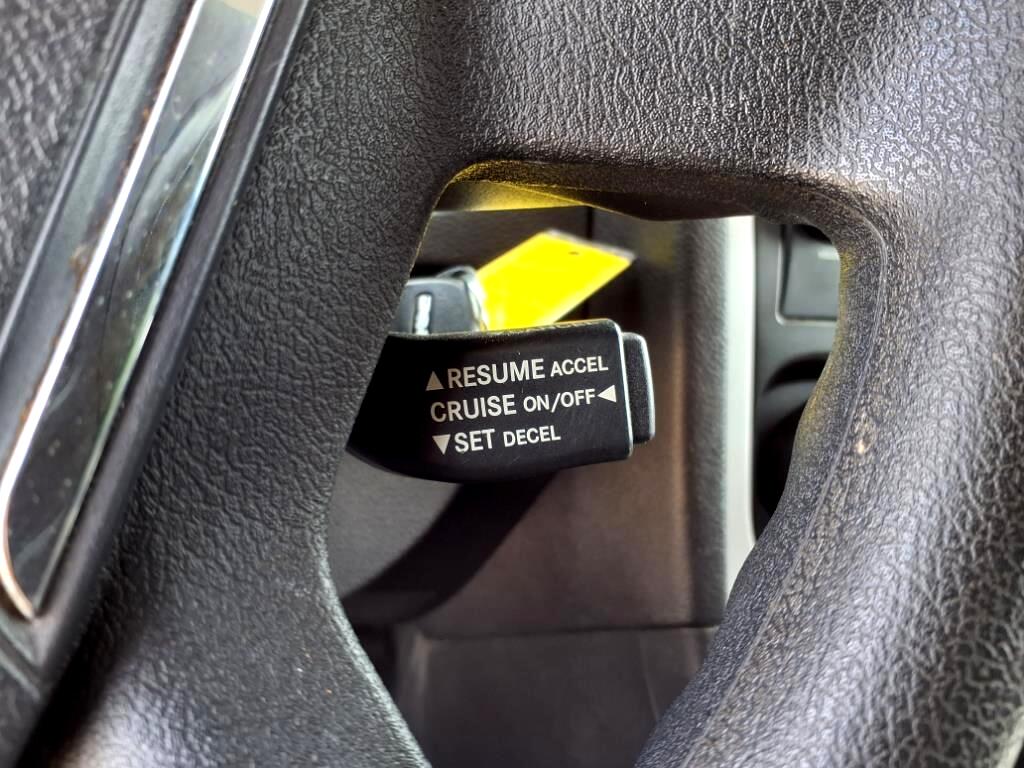 ▲RESUME ACCEL
CRUISE ON/OFF◀
▼SET DECEL